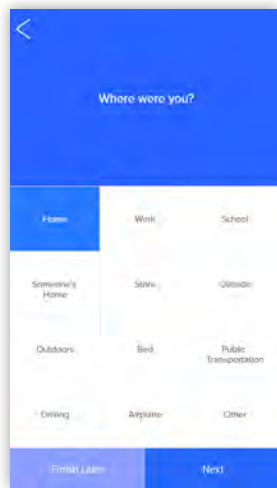 Where were you?
Home Work School
Someone's
Home
Store Outside
Outdoors Bed Public
Transportation
Driving Airplane Other
Finish Later Next